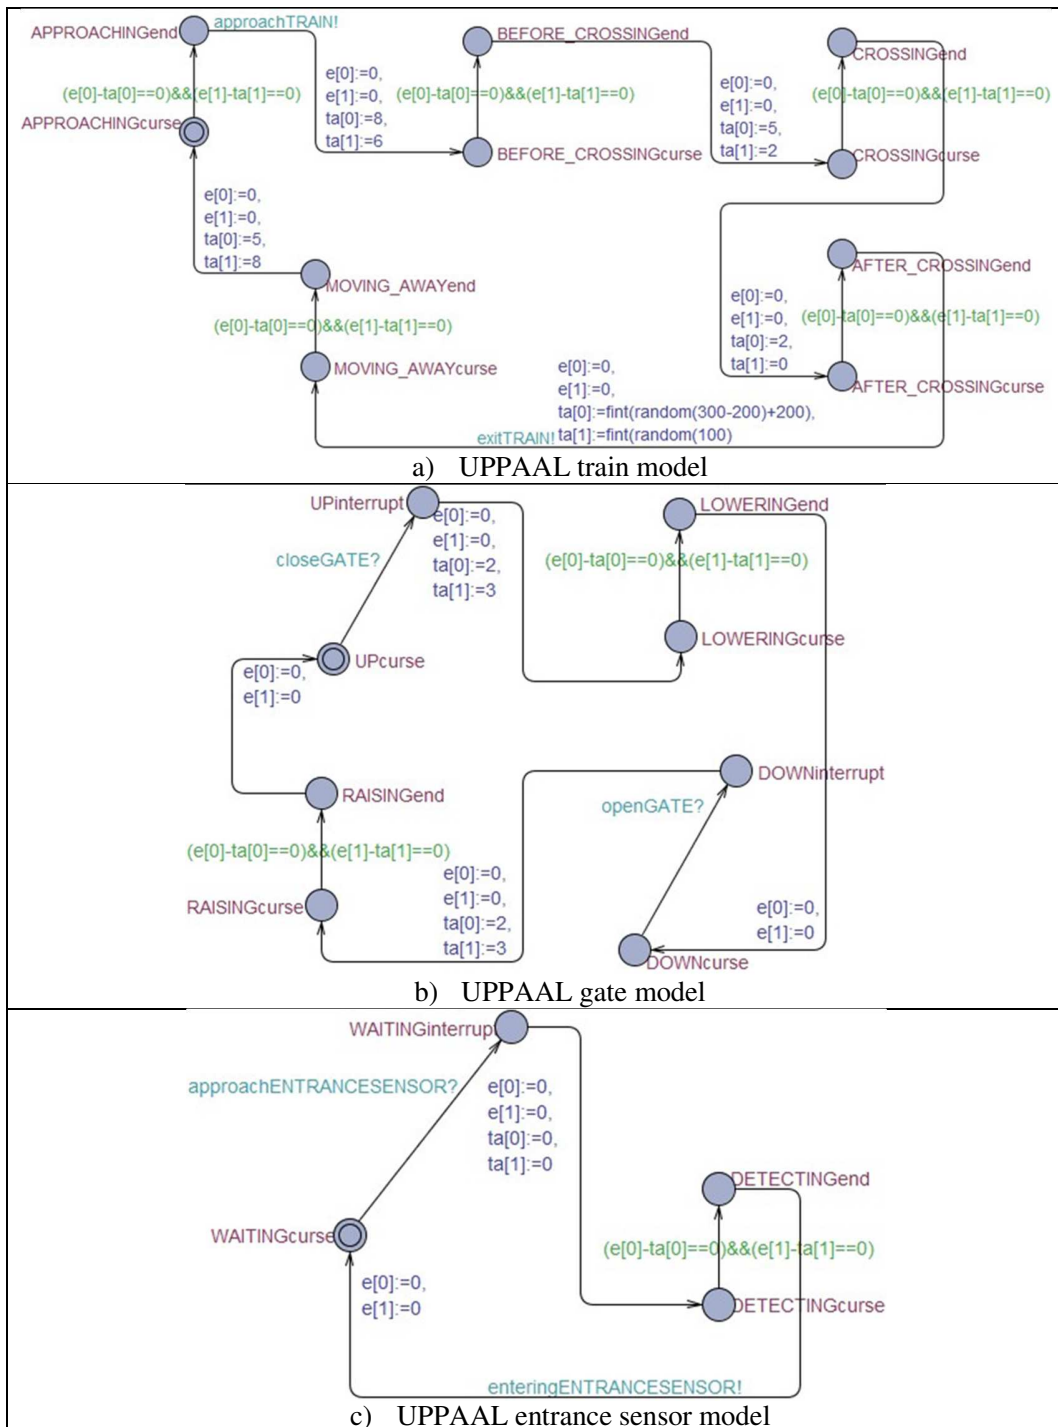 APPROACHINGend
approachTRAIN!
BEFORE_CROSSINGend
CROSSINGend
e[0]:=0,
e[1]:=0,
ta[0]:=8,
ta[1]:=6
(e[0]-ta[0]==0)&&(e[1]-ta[1]==0)
(e[0]-ta[0]==0)&&(e[1]-ta[1]==0)
e[0]:=0,
e[1]:=0,
ta[0]:=5,
ta[1]:=2
(e[0]-ta[0]==0)&&(e[1]-ta[1]==0)
APPROACHINGcurse
BEFORE_CROSSINGcurse
CROSSINGcurse
e[0]:=0,
e[1]:=0,
ta[0]:=5,
ta[1]:=8
MOVING_AWAYend
AFTER_CROSSINGend
(e[0]-ta[0]==0)&&(e[1]-ta[1]==0)
e[0]:=0,
e[1]:=0,
ta[0]:=2,
ta[1]:=0
(e[0]-ta[0]==0)&&(e[1]-ta[1]==0)
MOVING_AWAYcurse
AFTER_CROSSINGcurse
e[0]:=0,
e[1]:=0,
ta[0]:=fint(random(300-200)+200),
exitTRAIN! ta[1]:=fint(random(100)
a) UPPAAL train model
UPinterrupt
e[0]:=0,
e[1]:=0,
ta[0]:=2,
ta[1]:=3
LOWERINGend
closeGATE?
(e[0]-ta[0]==0)&&(e[1]-ta[1]==0)
LOWERINGcurse
UPcurse
e[0]:=0,
e[1]:=0
DOWNinterrupt
RAISINGend
openGATE?
(e[0]-ta[0]==0)&&(e[1]-ta[1]==0)
e[0]:=0,
e[1]:=0,
ta[0]:=2,
ta[1]:=3
RAISINGcurse
e[0]:=0,
e[1]:=0
DOWNcurse
b) UPPAAL gate model
WAITINGinterrupt
approachENTRANCESENSOR?
e[0]:=0,
e[1]:=0,
ta[0]:=0,
ta[1]:=0
DETECTINGend
WAITINGcurse
(e[0]-ta[0]==0)&&(e[1]-ta[1]==0)
e[0]:=0,
e[1]:=0
DETECTINGcurse
enteringENTRANCESENSOR!
c) UPPAAL entrance sensor model